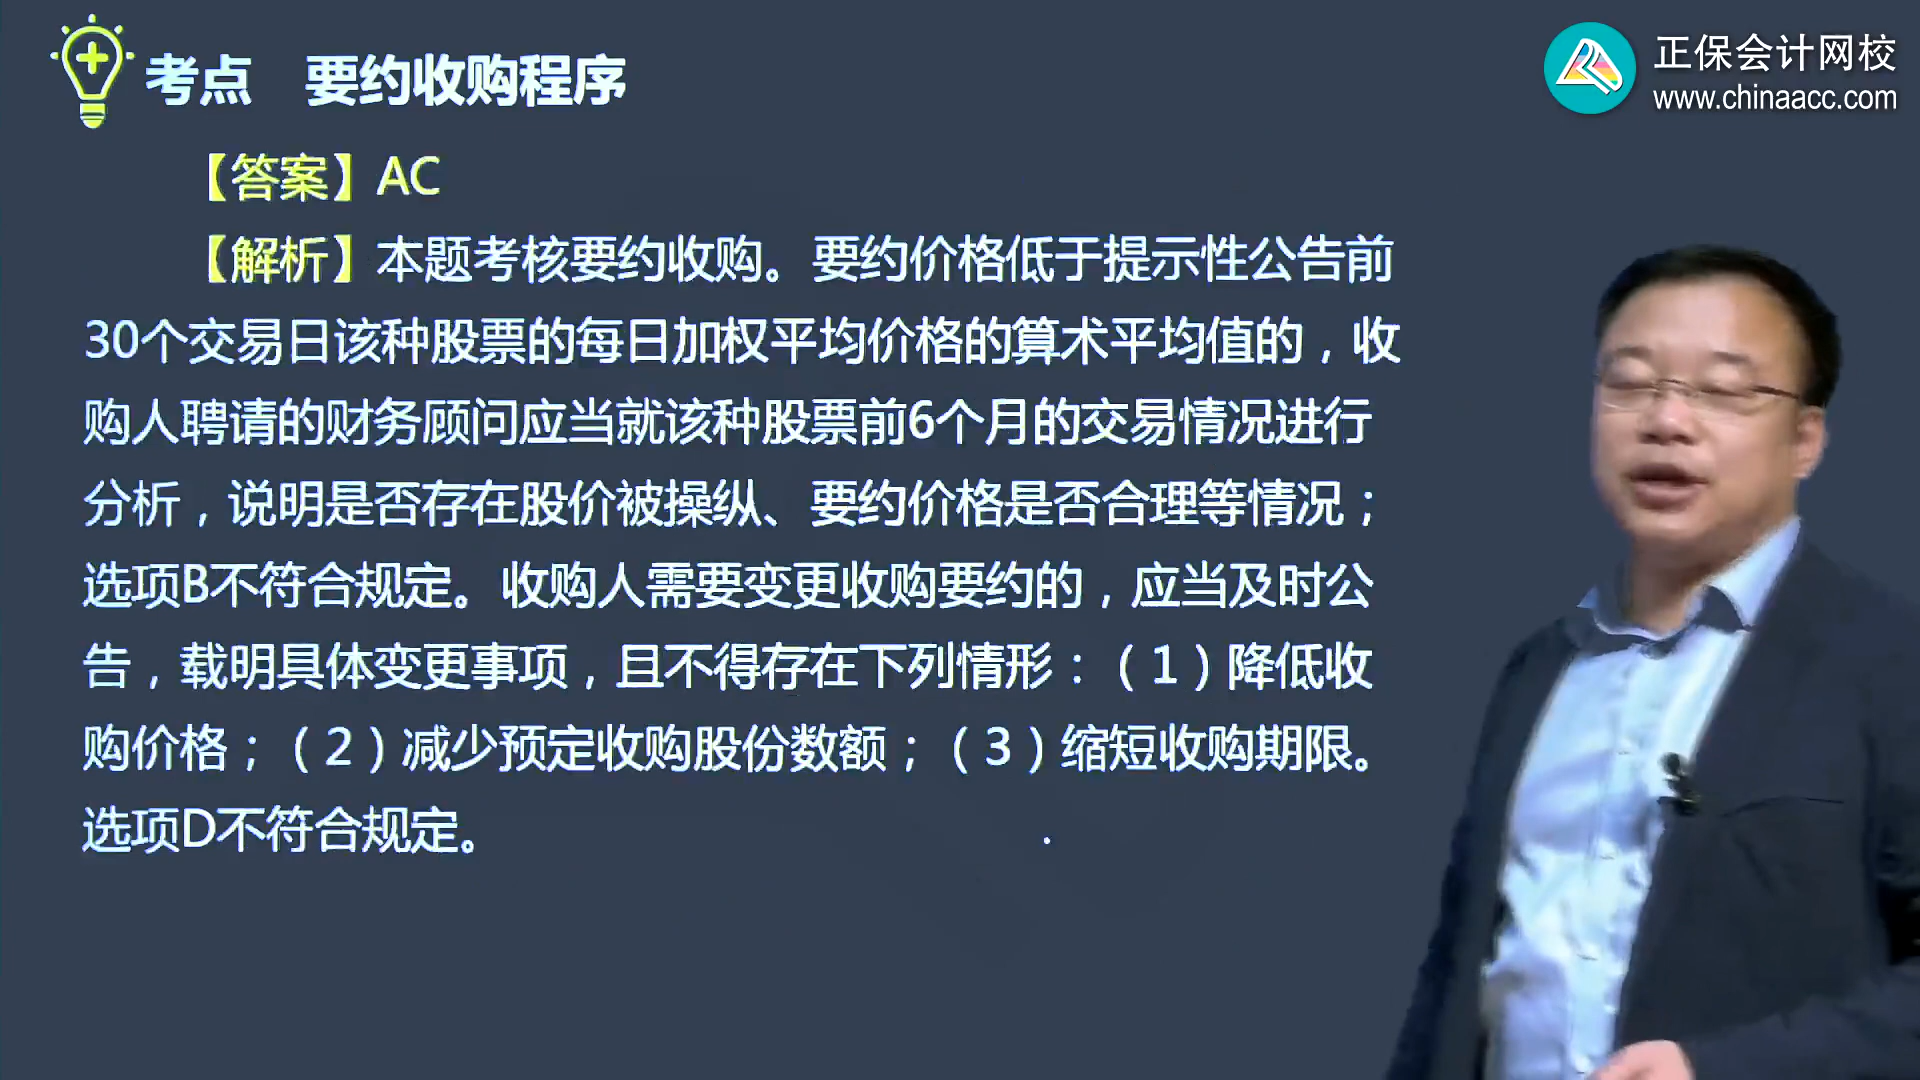 考点 要约收购程序
正保会计网校
www.chinaacc.com
【答案】AC
【解析】本题考核要约收购。要约价格低于提示性公告前
30个交易日该种股票的每日加权平均价格的算术平均值的，收
购人聘请的财务顾问应当就该种股票前6个月的交易情况进行
分析，说明是否存在股价被操纵、要约价格是否合理等情况；
选项B不符合规定。收购人需要变更收购要约的，应当及时公
告，载明具体变更事项，且不得存在下列情形：（1）降低收
购价格；（2）减少预定收购股份数额；（3）缩短收购期限。
选项D不符合规定。